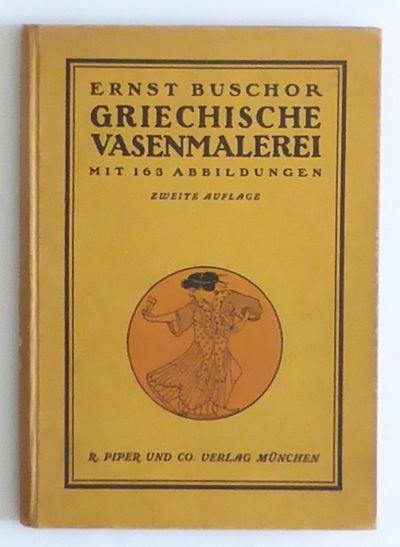 ERNST BUSCHOR
GRIECHISCHE
VASENMALEREI
MIT 163 ABBILDUNGEN
ZWEITE AUFLAGE
R. PIPER UND CO. VERLAG MÜNCHEN